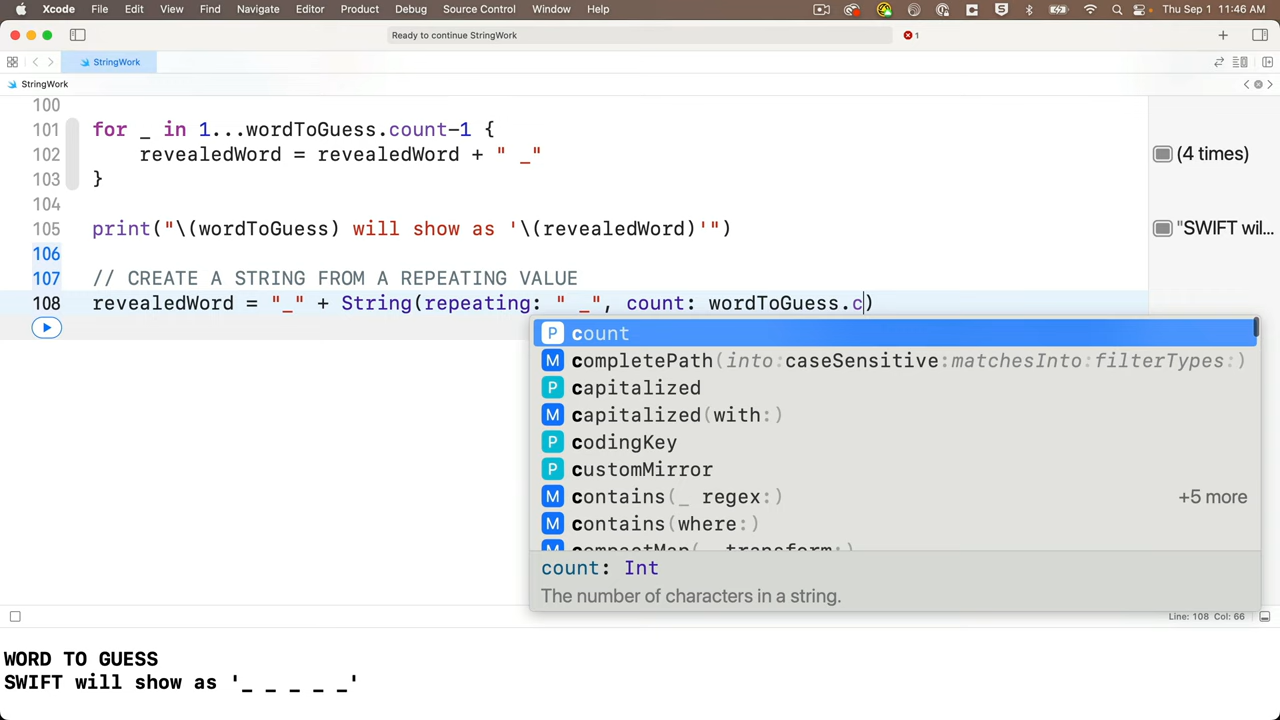 Xcode File Edit View Find Navigate Editor Product Debug Source Control Window Help Thu Sep 1 11:46 AM
Ready to continue StringWork 1
StringWork
StringWork
100
101 for _ in 1...wordToGuess.count-1 {
102 revealedWord = revealedWord + " _" (4 times)
103 }
104
105 print("\(wordToGuess) will show as '\(revealedWord)'") "SWIFT wil...
106
107 // CREATE A STRING FROM A REPEATING VALUE
108 revealedWord = "_" + String(repeating: " _", count: wordToGuess.c)
P count
M completePath(into:caseSensitive:matchesInto:filterTypes:)
P capitalized
M capitalized(with:)
P codingKey
P customMirror
M contains(_ regex:) +5 more
M contains(where:)
M compactMap(_ transform:)
count: Int
The number of characters in a string.
Line: 108 Col: 66
WORD TO GUESS
SWIFT will show as '_ _ _ _ _'